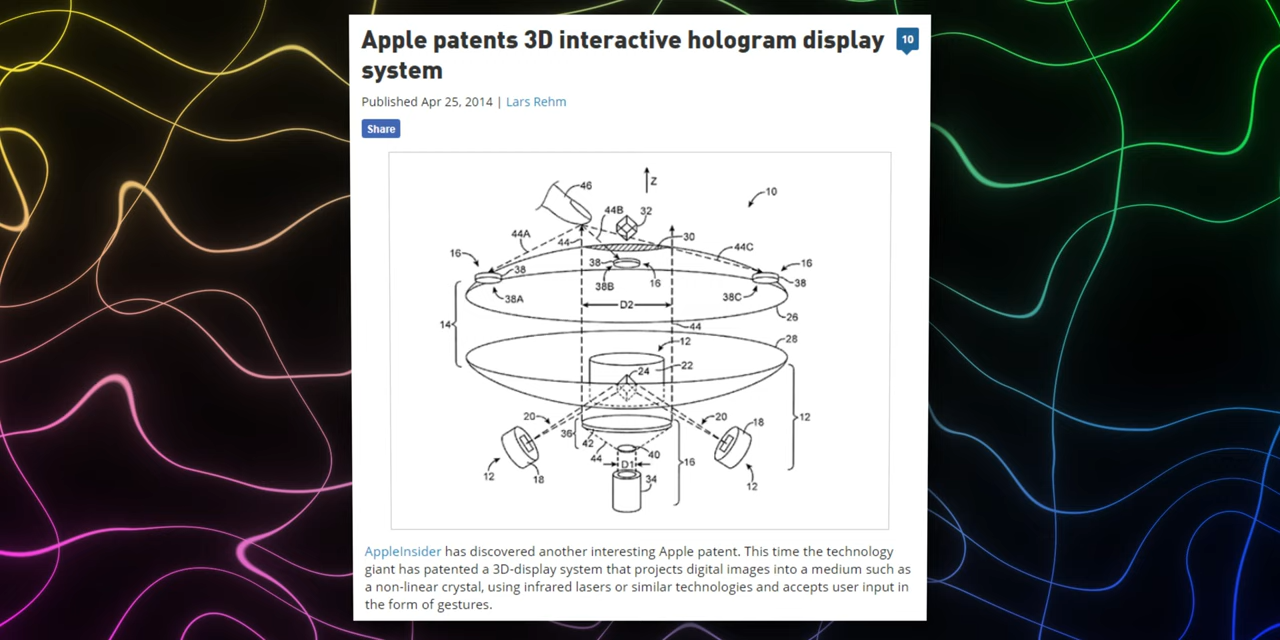 Apple patents 3D interactive hologram display
system
10
Published Apr 25, 2014 | Lars Rehm
Share
46
Z
10
44B
32
44A
44
30
44C
16
38
38
38B
16
16
38
38A
38C
D2
26
14
44
28
12
24
22
20
20
18
12
36
42
44
40
16
D1
34
12
18
12
AppleInsider has discovered another interesting Apple patent. This time the technology
giant has patented a 3D-display system that projects digital images into a medium such as
a non-linear crystal, using infrared lasers or similar technologies and accepts user input in
the form of gestures.